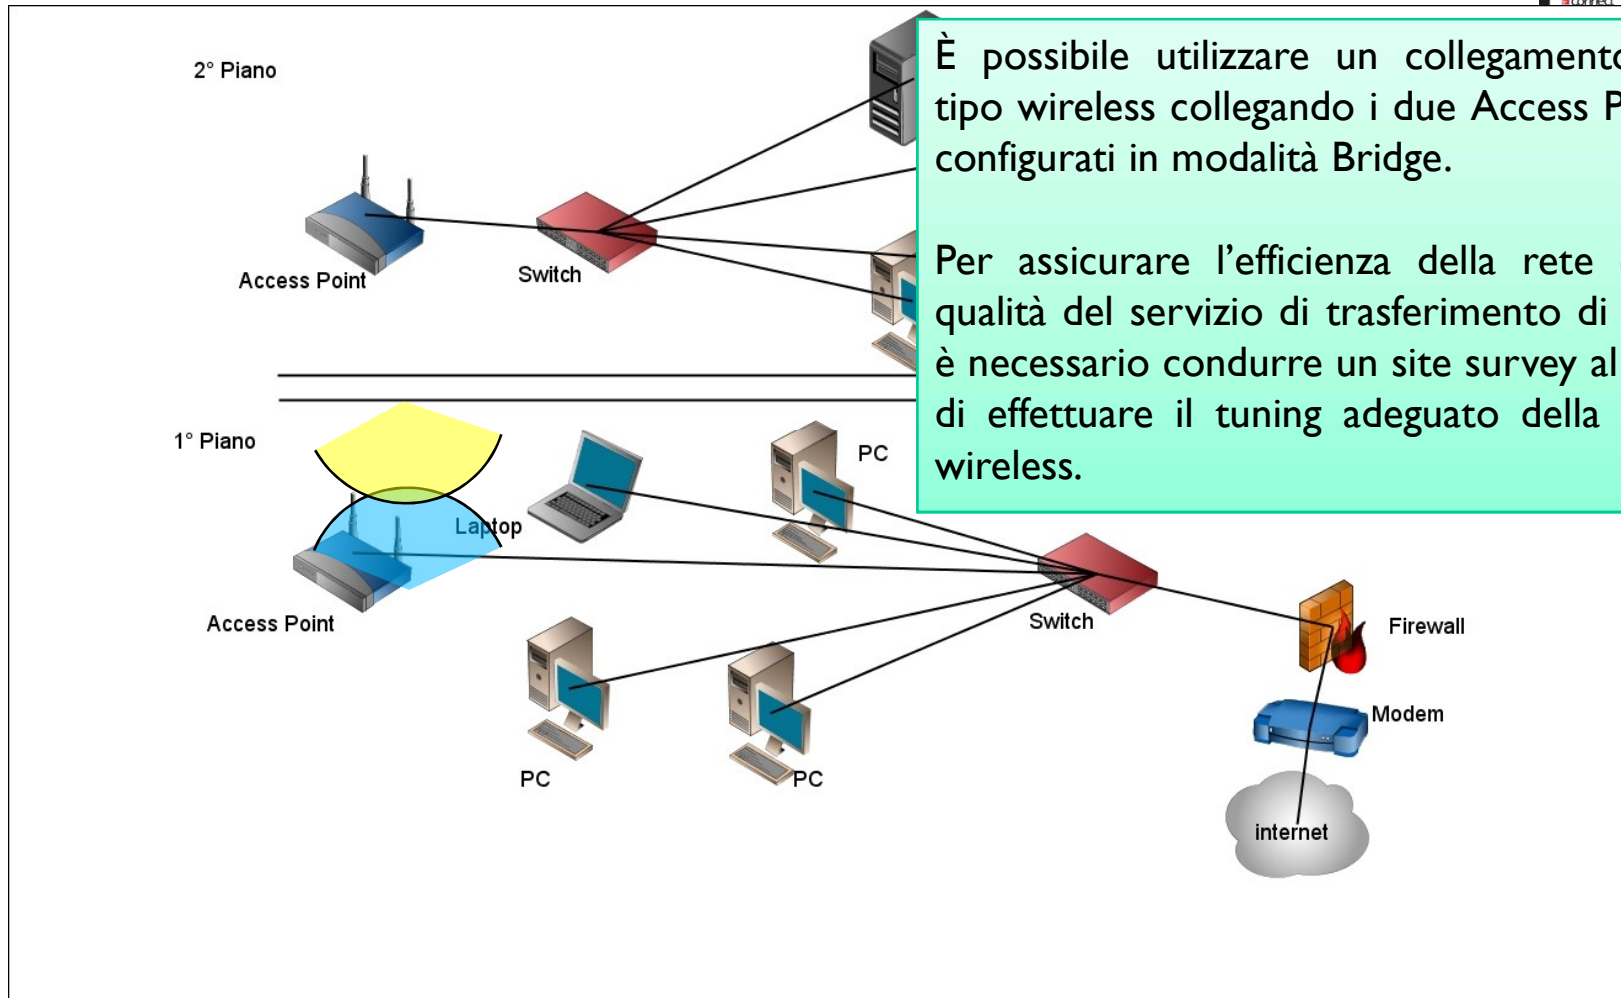 connect
2° Piano
È possibile utilizzare un collegamento
tipo wireless collegando i due Access
configurati in modalità Bridge.
Per assicurare l’efficienza della rete
qualità del servizio di trasferimento di
è necessario condurre un site survey al
di effettuare il tuning adeguato della
wireless.
Access Point
Switch
1° Piano
PC
Laptop
Access Point
Switch
Firewall
Modem
PC
PC
internet